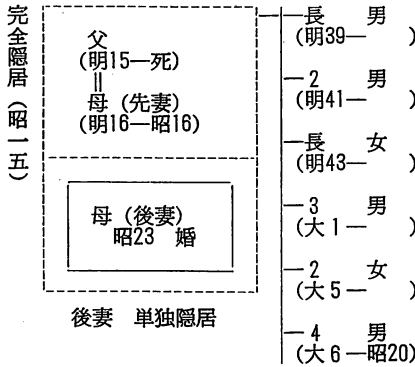 完全隠居(昭一五)
父
(明15―死)
母(先妻)
(明16―昭16)
母(後妻)
昭23 婚
後妻 単独隠居
長 男
(明39― )
2 男
(明41― )
長 女
(明43― )
3 男
(大1― )
2 女
(大5― )
4 男
(大6―昭20)